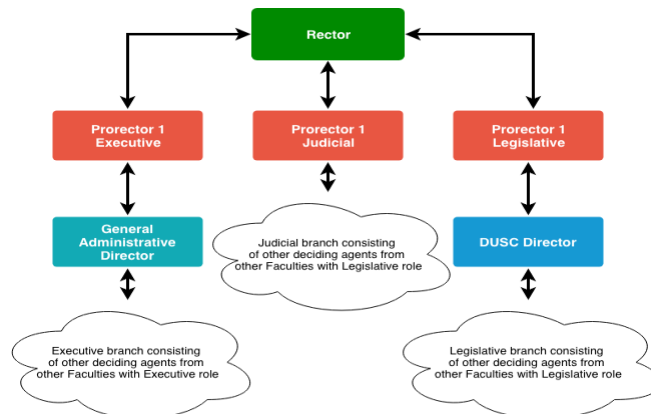 Rector
Prorector 1
Executive
Prorector 1
Judicial
Prorector 1
Legislative
General
Administrative
Director
Judicial branch consisting
of other deciding agents from
other Faculties with Legislative role
DUSC Director
Executive branch consisting
of other deciding agents from
other Faculties with Executive role
Legislative branch consisting
of other deciding agents from
other Faculties with Legislative role